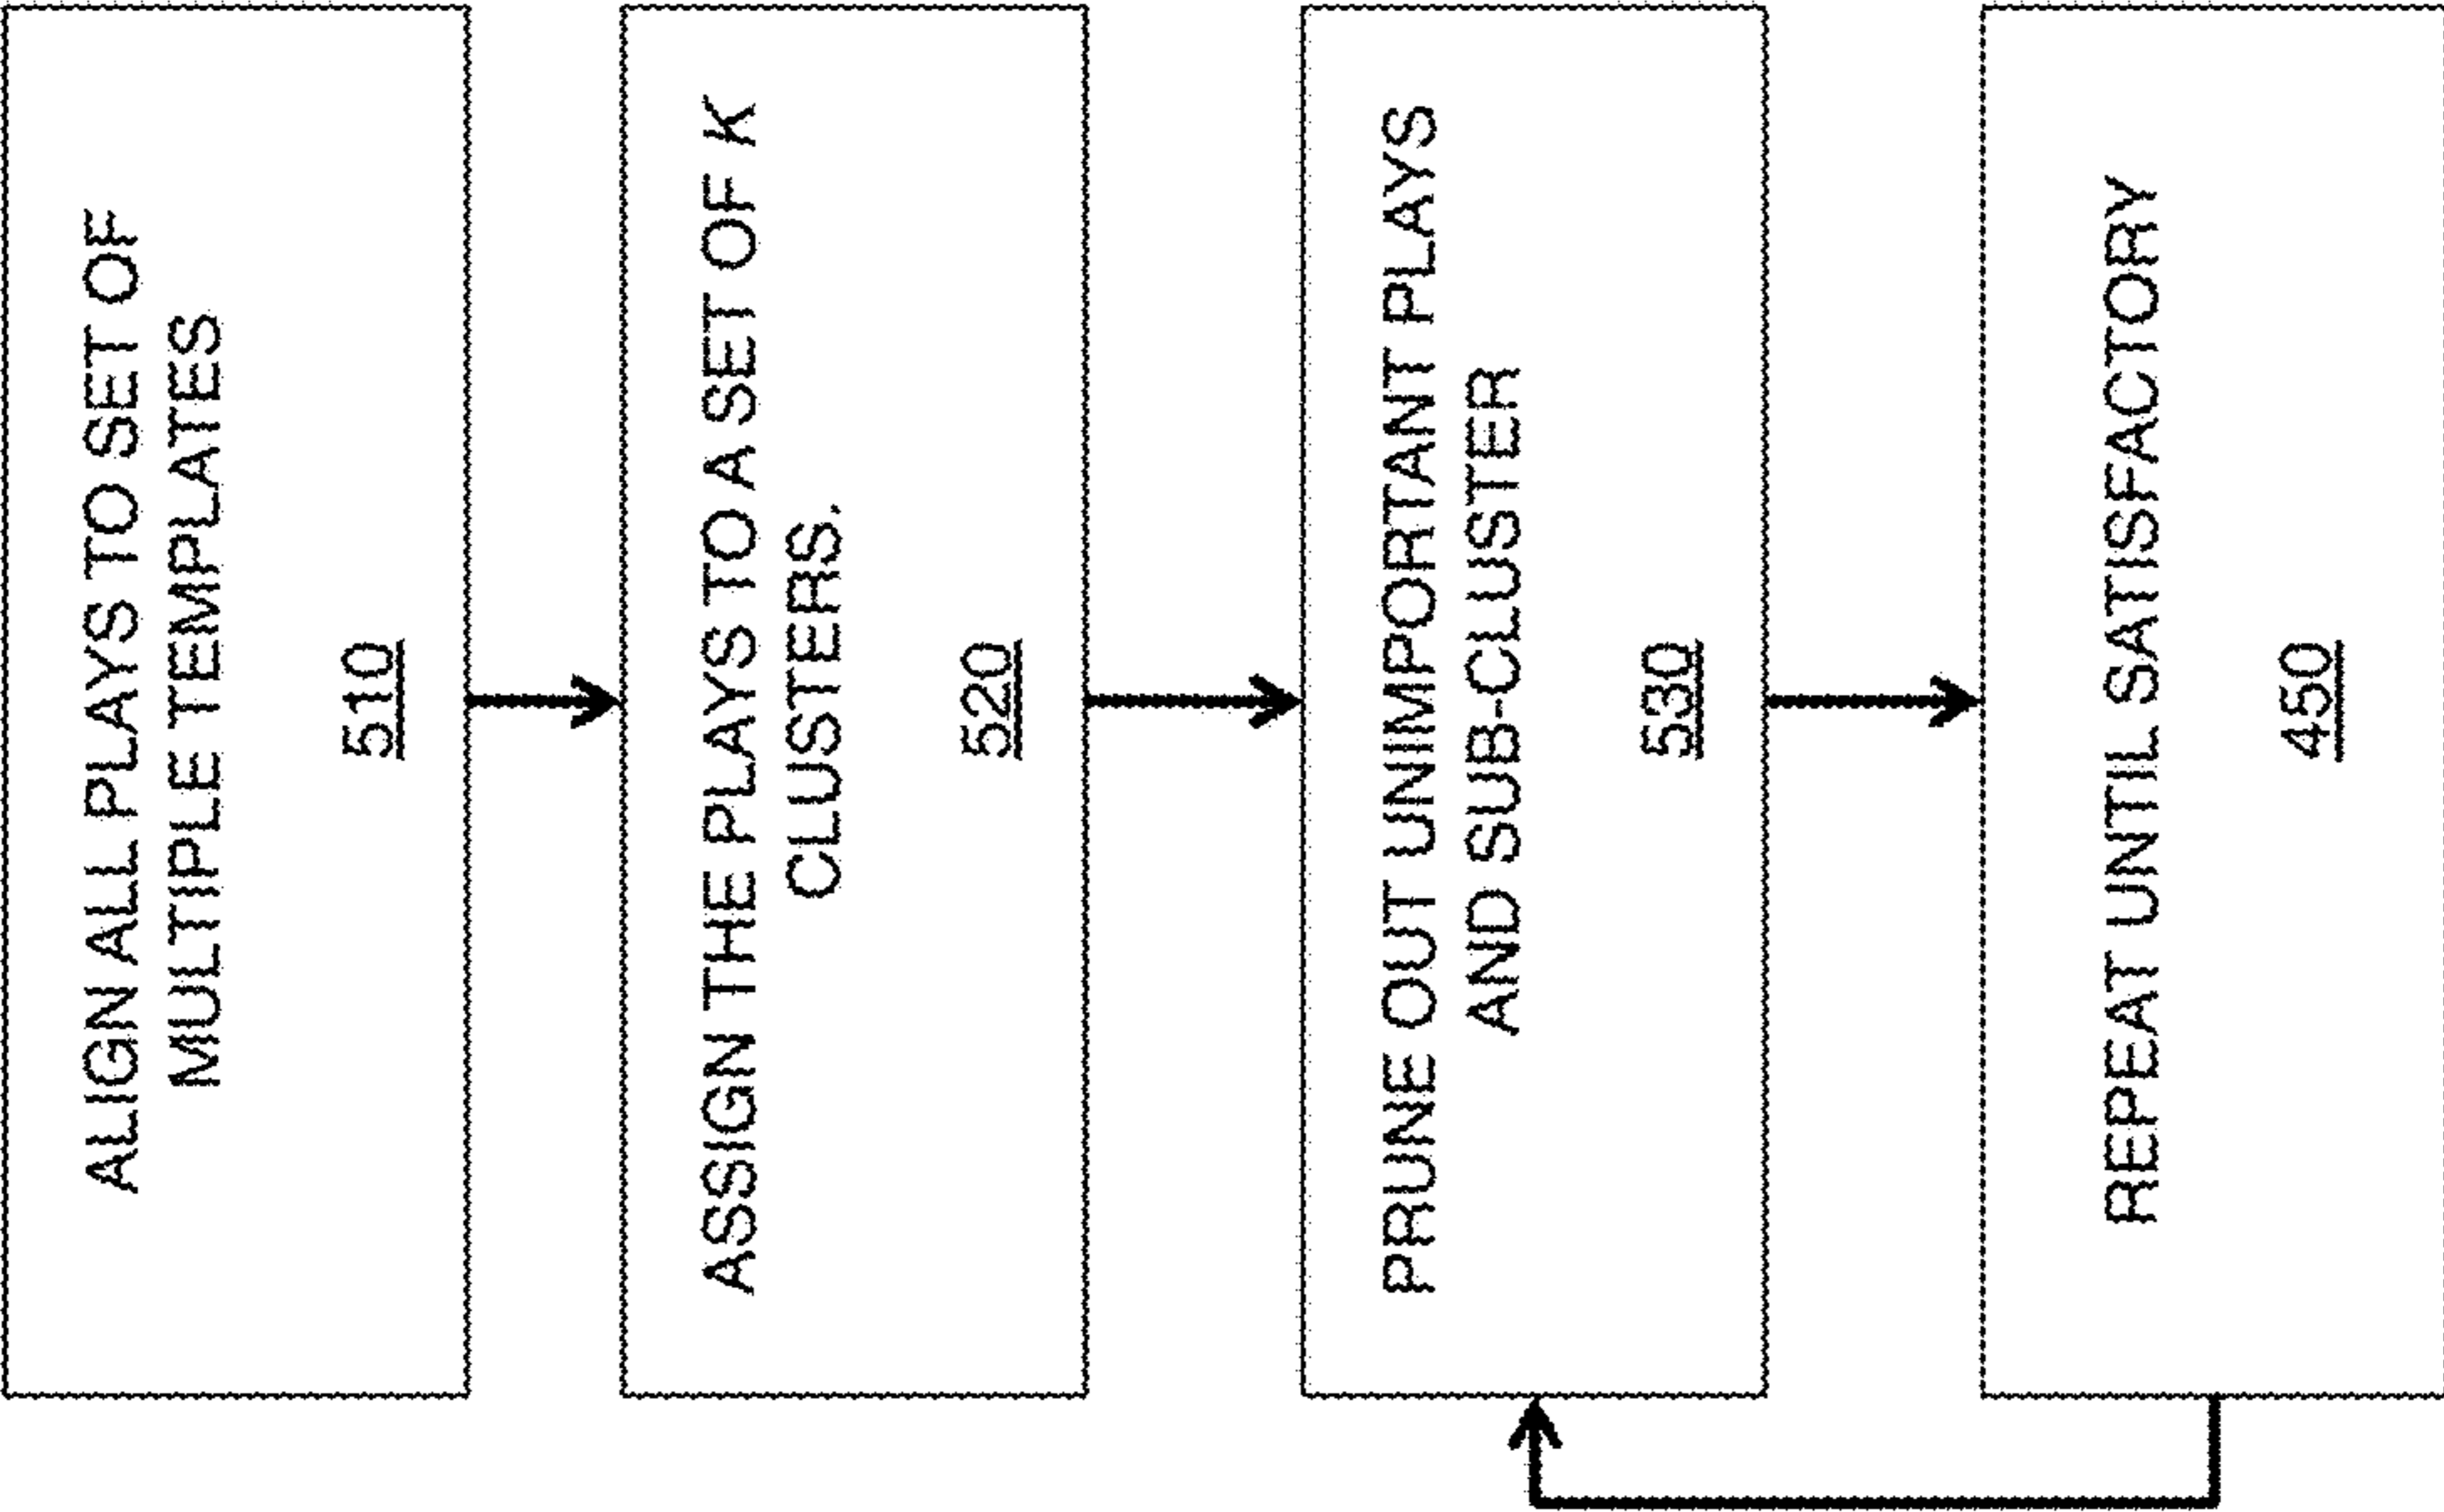 ALIGN ALL PLAYS TO SET OF
MULTIPLE TEMPLATES
510
ASSIGN THE PLAYS TO A SET OF K
CLUSTERS.
520
PRUNE OUT UNIMPORTANT PLAYS
AND SUB-CLUSTER
530
REPEAT UNTIL SATISFACTORY
450